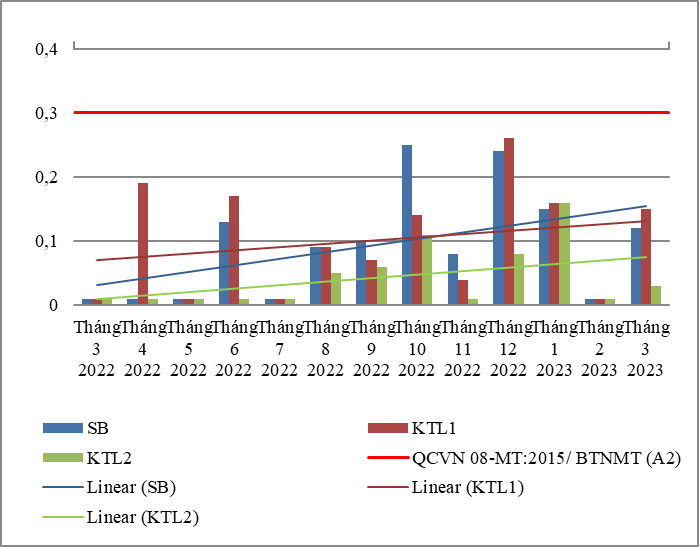 0,4
0,3
0,2
0,1
0
Tháng Tháng Tháng Tháng Tháng Tháng Tháng Tháng Tháng Tháng Tháng Tháng Tháng
3 4 5 6 7 8 9 10 11 12 1 2 3
2022 2022 2022 2022 2022 2022 2022 2022 2022 2022 2023 2023 2023
SB KTL1
KTL2 QCVN 08-MT:2015/ BTNMT (A2)
Linear (SB) Linear (KTL1)
Linear (KTL2)